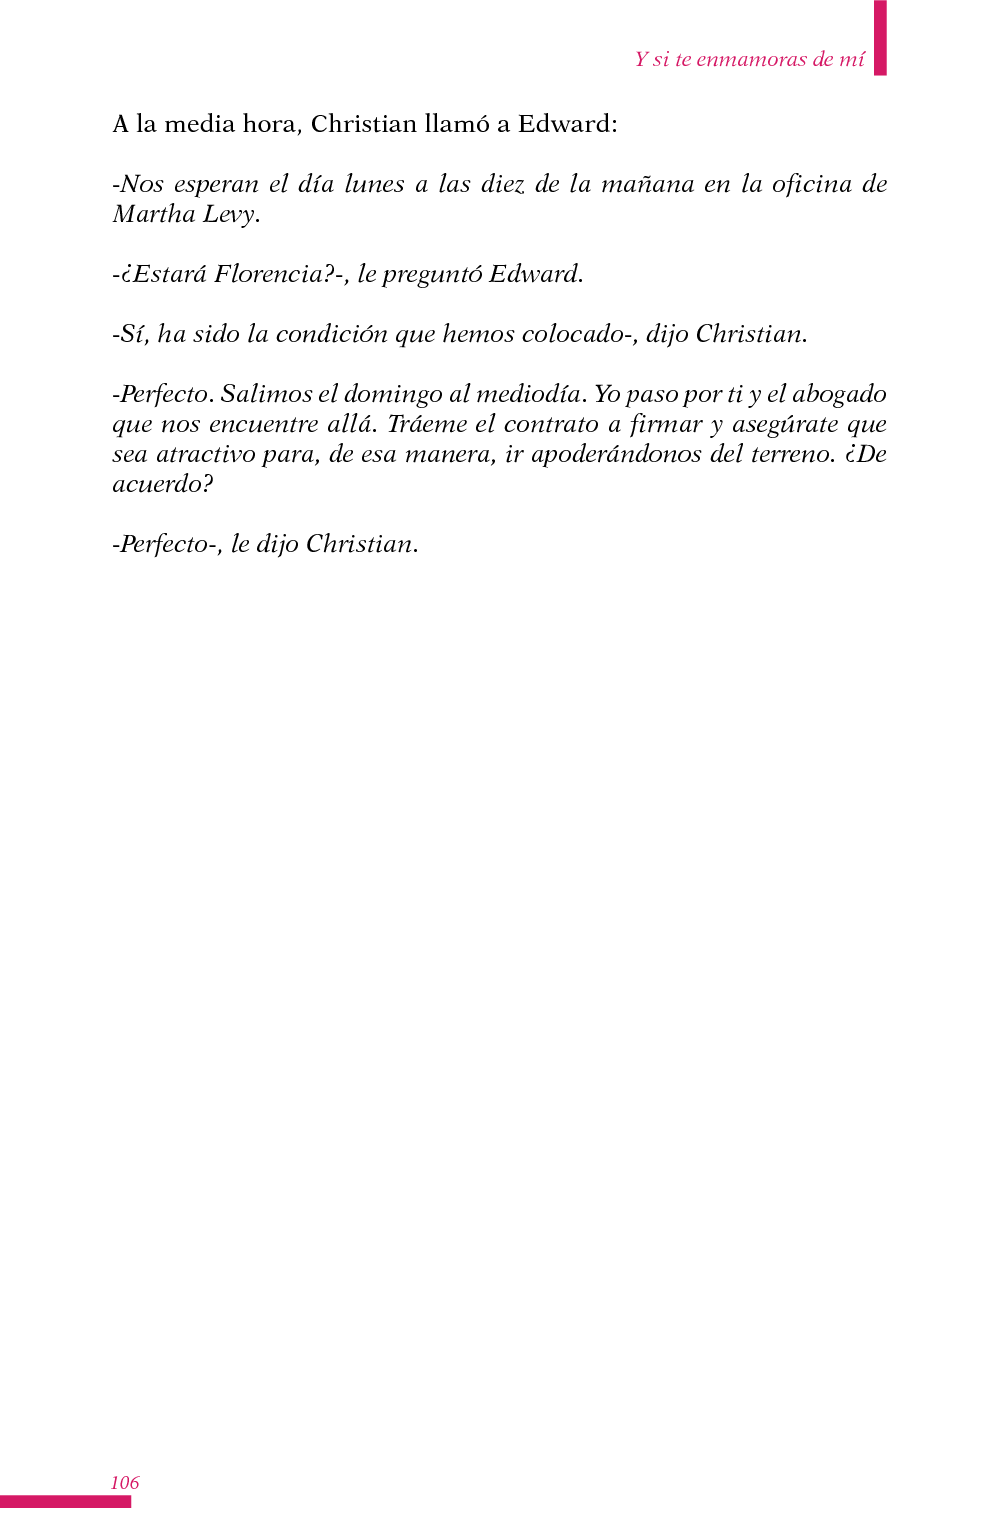 Y si te enmamoras de mí
A la media hora, Christian llamó a Edward:
-Nos esperan el día lunes a las diez de la mañana en la oficina de
Martha Levy.
-¿Estará Florencia?-, le preguntó Edward.
-Sí, ha sido la condición que hemos colocado-, dijo Christian.
-Perfecto. Salimos el domingo al mediodía. Yo paso por ti y el abogado
que nos encuentre allá. Tráeme el contrato a firmar y asegúrate que
sea atractivo para, de esa manera, ir apoderándonos del terreno. ¿De
acuerdo?
-Perfecto-, le dijo Christian.
106